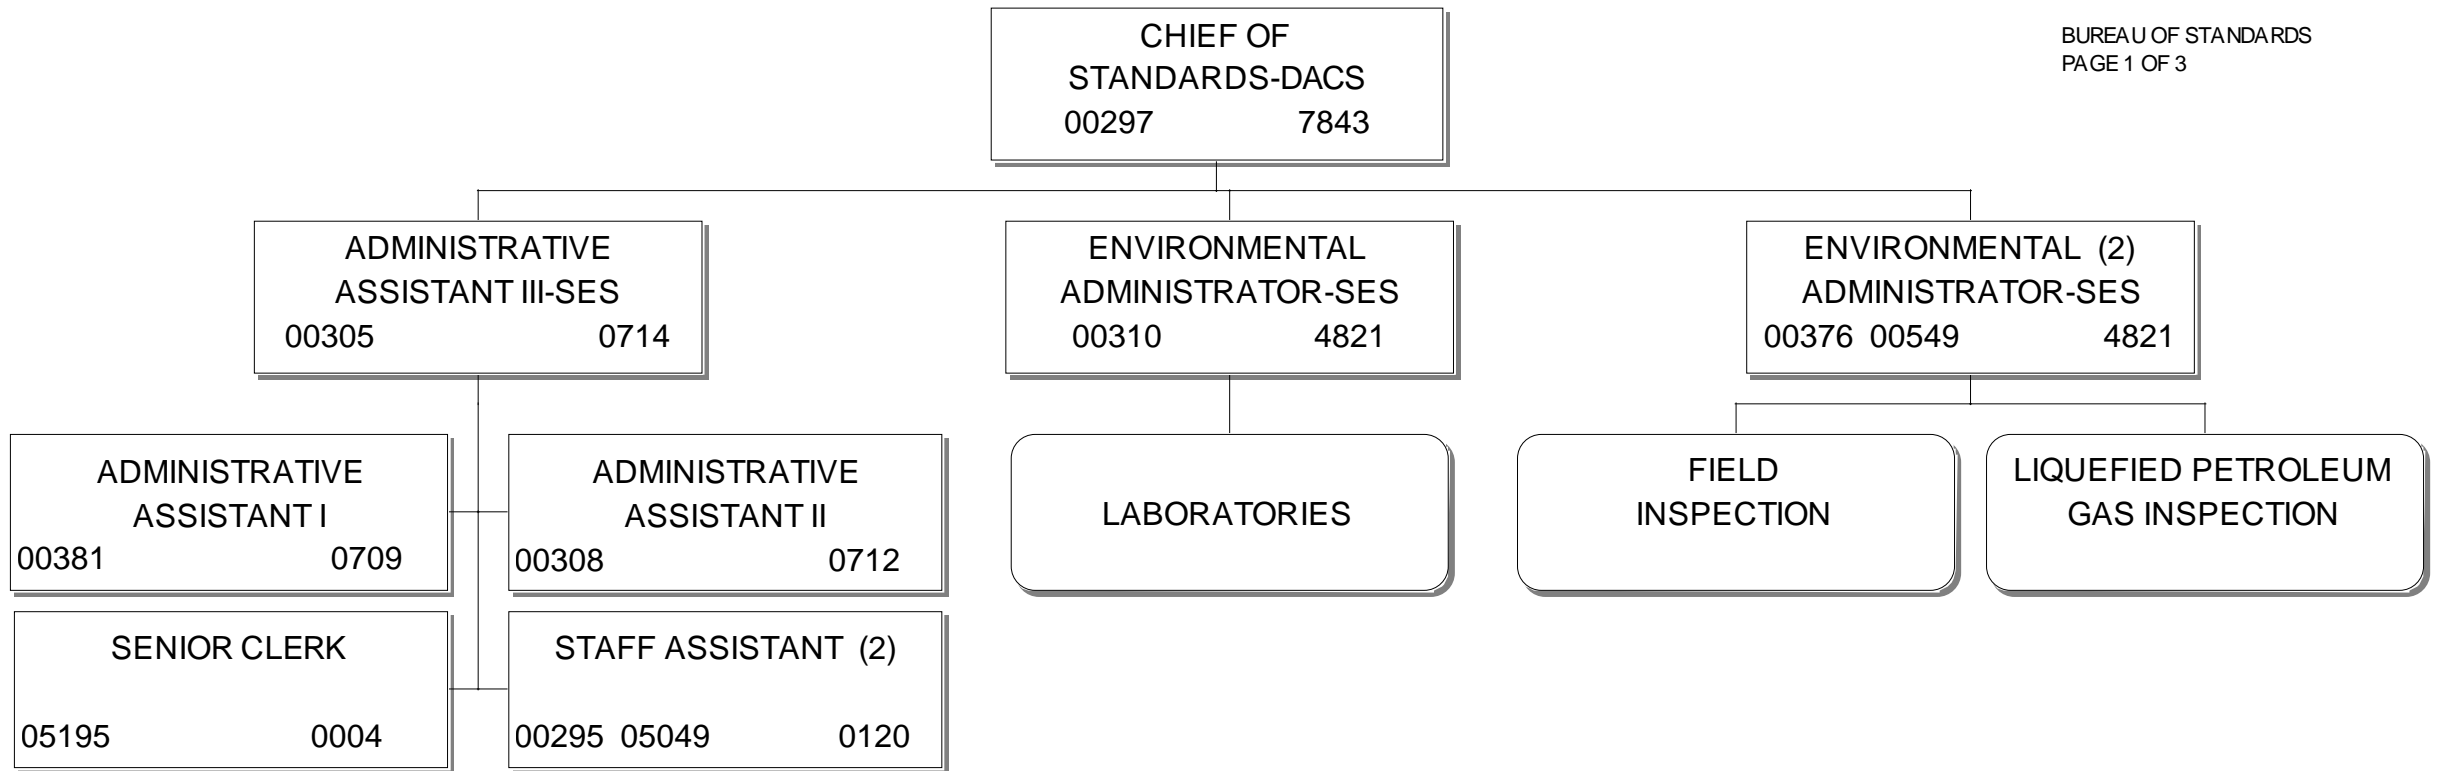 CHIEF OF
STANDARDS-DACS
00297 7843
BUREAU OF STANDARDS
PAGE 1 OF 3
ADMINISTRATIVE
ASSISTANT III-SES
00305 0714
ENVIRONMENTAL
ADMINISTRATOR-SES
00310 4821
ENVIRONMENTAL (2)
ADMINISTRATOR-SES
00376 00549 4821
ADMINISTRATIVE
ASSISTANT I
00381 0709
ADMINISTRATIVE
ASSISTANT II
00308 0712
LABORATORIES
FIELD
INSPECTION
LIQUEFIED PETROLEUM
GAS INSPECTION
SENIOR CLERK
05195 0004
STAFF ASSISTANT (2)
00295 05049 0120